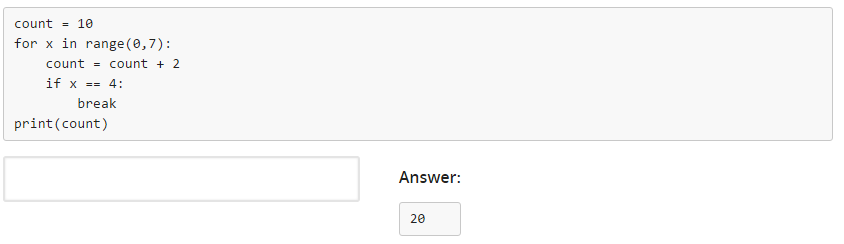 count = 10
for x in range(0,7):
    count = count + 2
    if x == 4:
        break
print(count)
Answer:
20